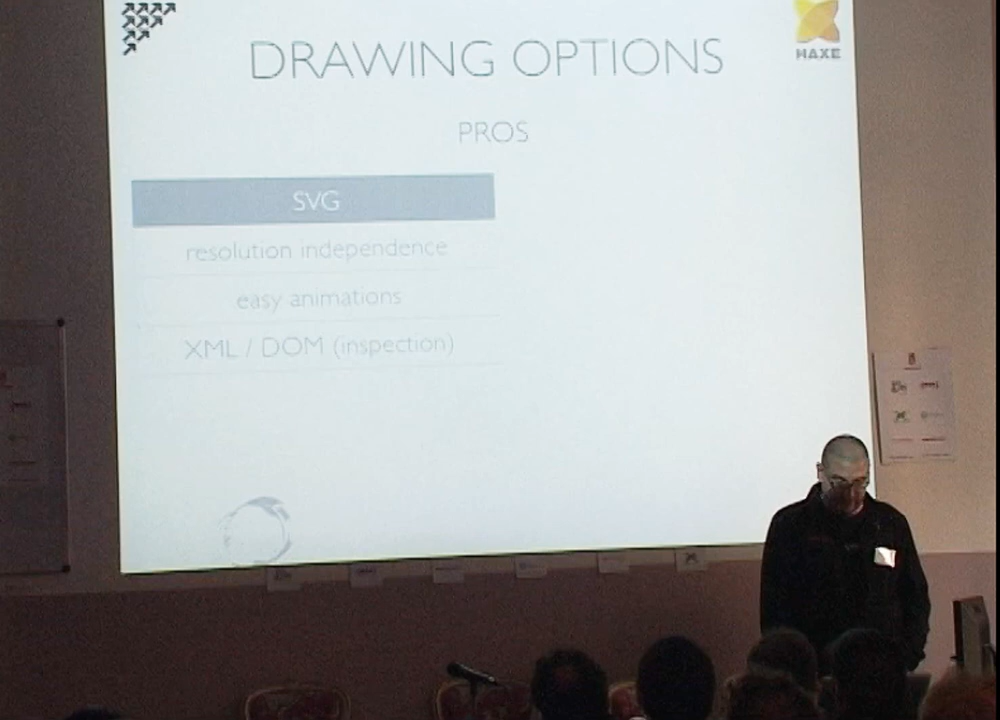 DRAWING OPTIONS
HAXE
PROS
SVG
resolution independence
easy animations
XML / DOM (inspection)